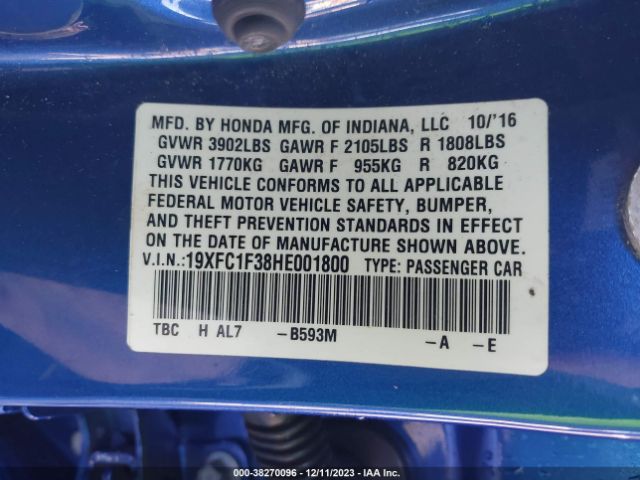 MFD. BY HONDA MFG. OF INDIANA, LLC 10/'16
GVWR 3902LBS GAWR F 2105LBS R 1808LBS
GVWR 1770KG GAWR F 955KG R 820KG
THIS VEHICLE CONFORMS TO ALL APPLICABLE
FEDERAL MOTOR VEHICLE SAFETY, BUMPER,
AND THEFT PREVENTION STANDARDS IN EFFECT
ON THE DATE OF MANUFACTURE SHOWN ABOVE.
V.I.N.:19XFC1F38HE001800 TYPE: PASSENGER CAR
TBC H AL7 -B593M -A -E
000-38270096 - 12/11/2023 - IAA Inc.